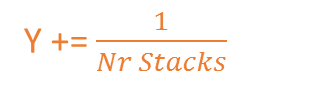 Y += 1
Nr Stacks